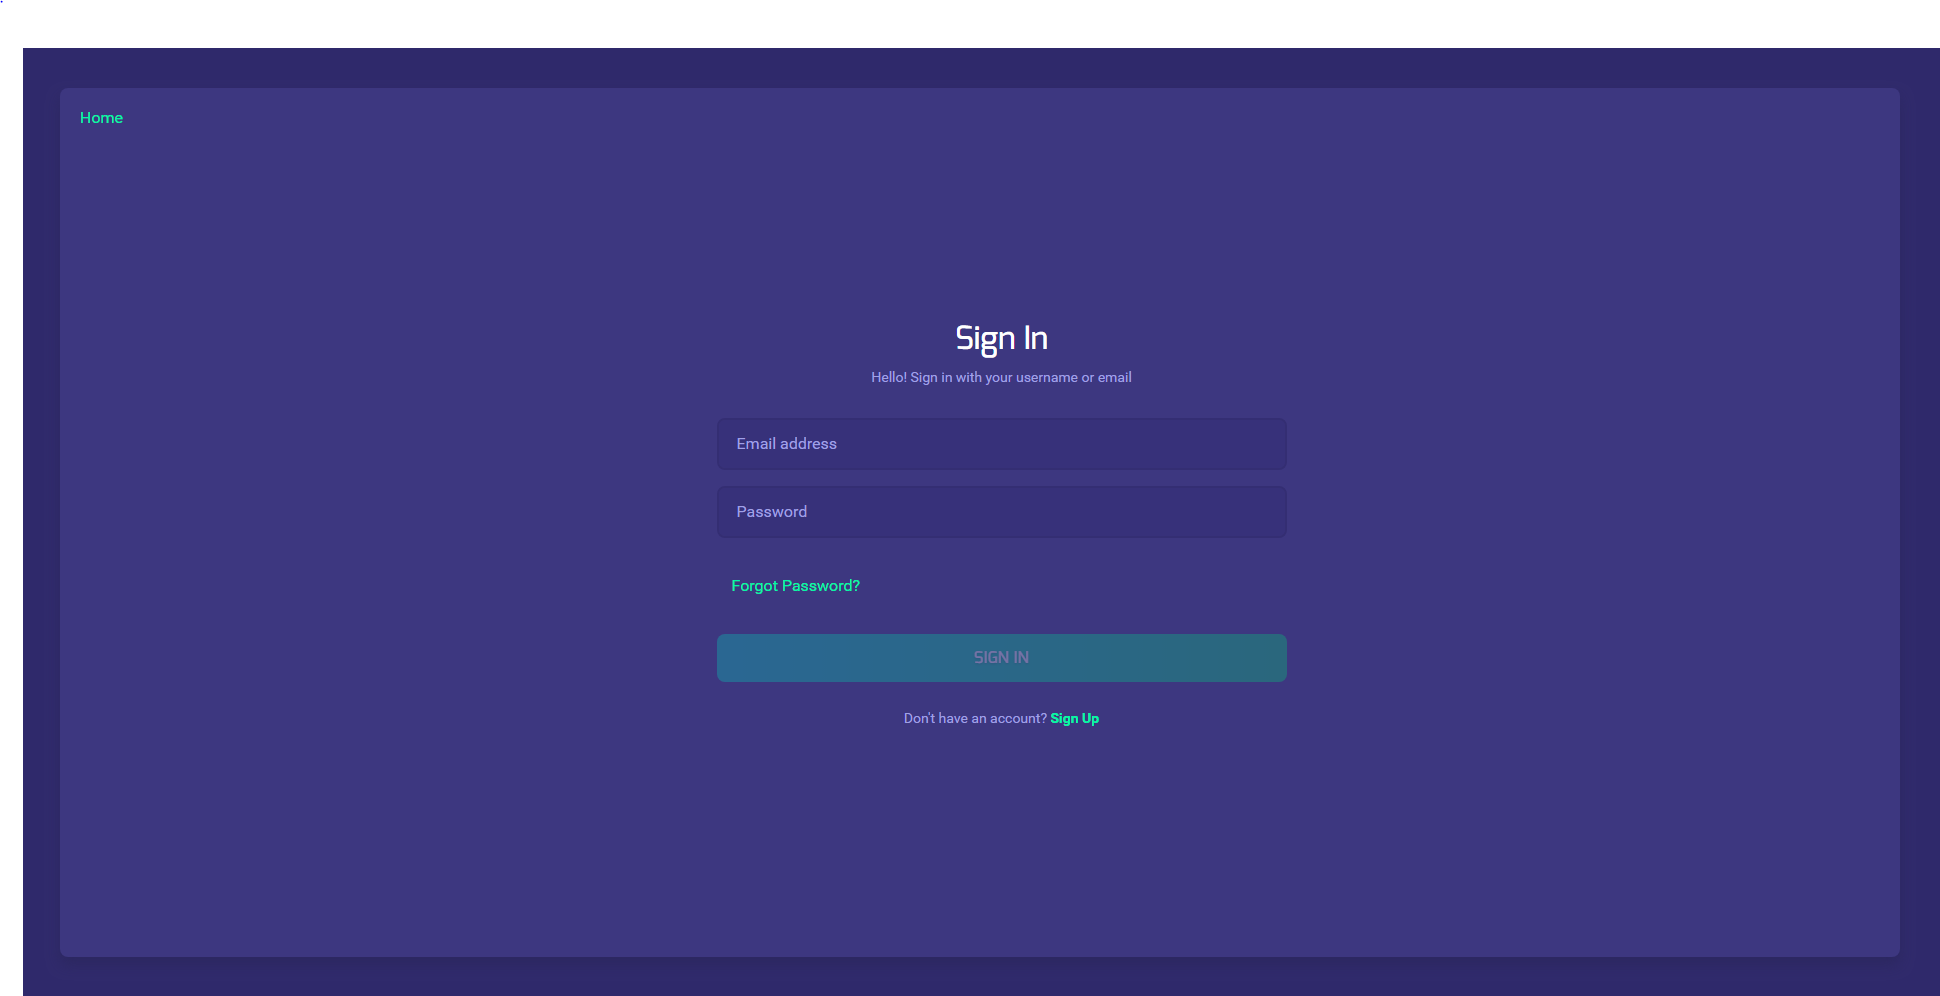 Home
Sign In
Hello! Sign in with your username or email
Email address
Password
Forgot Password?
SIGN IN
Don't have an account? Sign Up